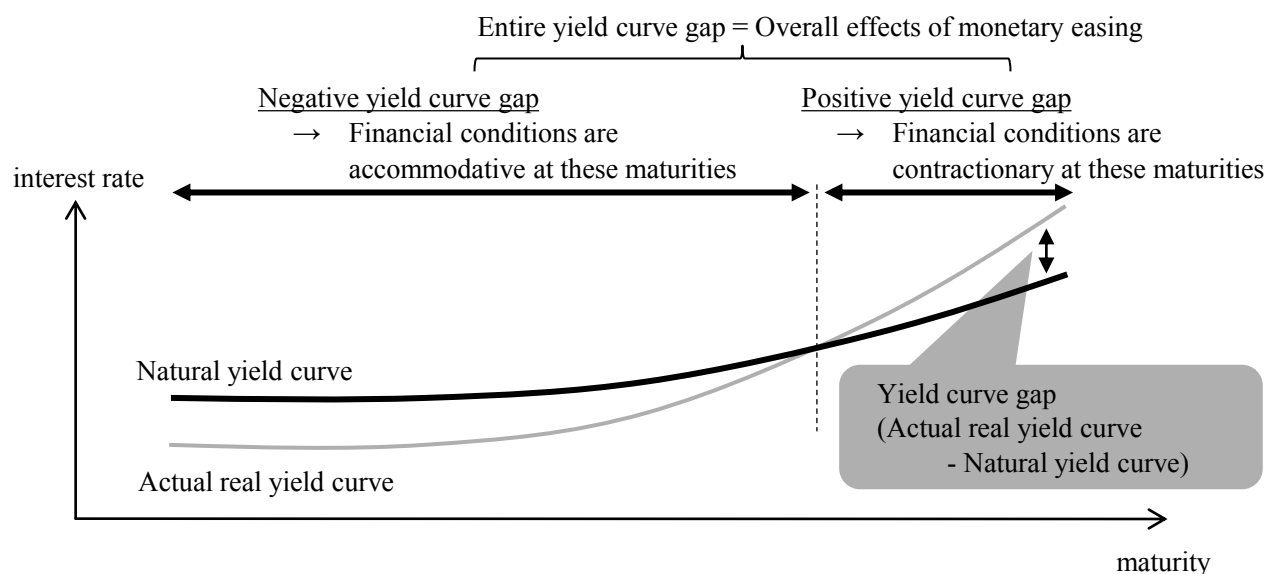 Entire yield curve gap = Overall effects of monetary easing
Negative yield curve gap
→ Financial conditions are
accommodative at these maturities
Positive yield curve gap
→ Financial conditions are
contractionary at these maturities
interest rate
Natural yield curve
Actual real yield curve
Yield curve gap
(Actual real yield curve
- Natural yield curve)
maturity